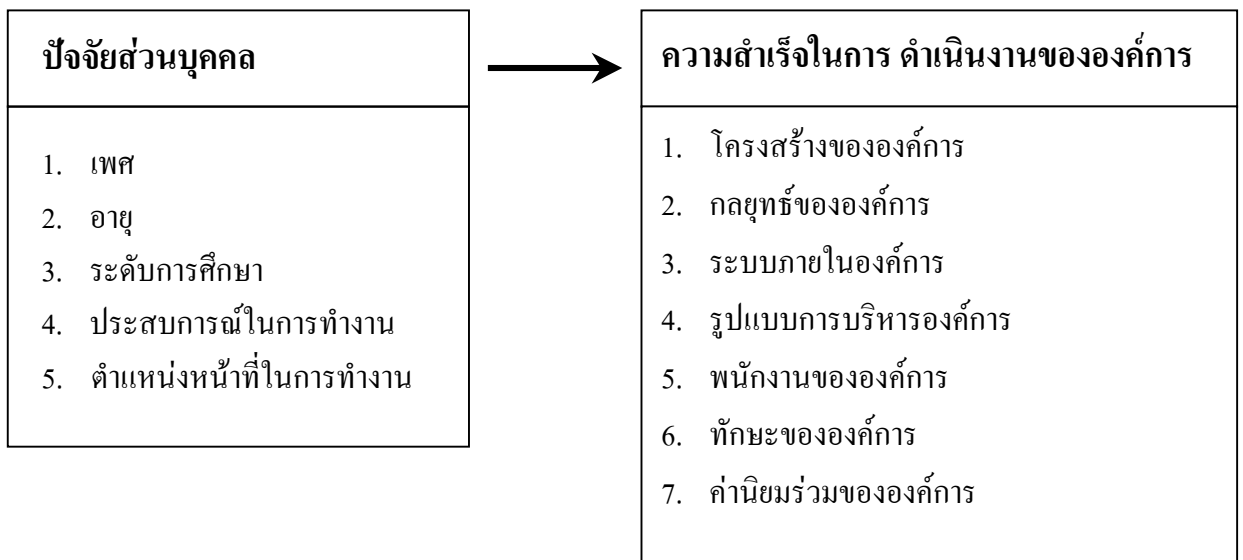 ปัจจัยส่วนบุคคล
1. เพศ
2. อายุ
3. ระดับการศึกษา
4. ประสบการณ์ในการทำงาน
5. ตำแหน่งหน้าที่ในการทำงาน
ความสำเร็จในการ ดำเนินงานขององค์การ
1. โครงสร้างขององค์การ
2. กลยุทธ์ขององค์การ
3. ระบบภายในองค์การ
4. รูปแบบการบริหารองค์การ
5. พนักงานขององค์การ
6. ทักษะขององค์การ
7. ค่านิยมร่วมขององค์การ